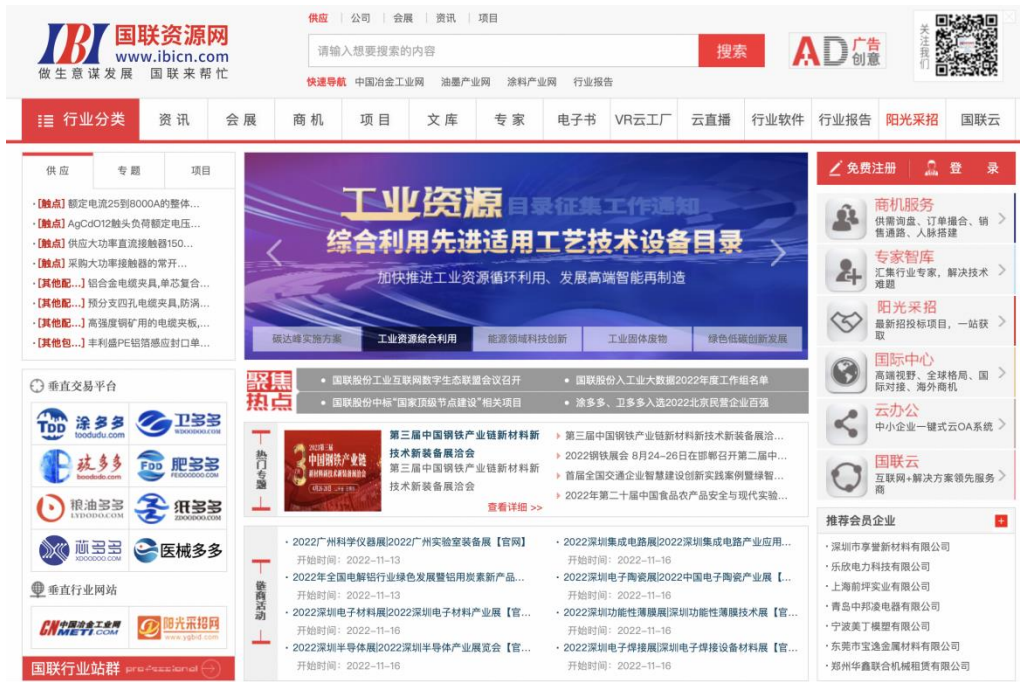 供应 | 公司 | 会展 | 资讯 | 项目
国联资源网
www.ibicn.com
做生意谋发展 国联来帮忙
请输入想要搜索的内容
搜索
快速导航 中国冶金工业网 油墨产业网 涂料产业网 行业报告
AD 广告创意
关注我们
行业分类 资讯 会展 商机 项目 文库 专家 电子书 VR云工厂 云直播 行业软件 行业报告 阳光采招 国联云
供应 专题 项目
·[触点] 额定电流25到8000A的整体...
·[触点] AgCdO12触头负荷额定电压...
·[触点] 供应大功率直流接触器150...
·[触点] 采购大功率接触器的常开...
·[其他配...] 铝合金电缆夹具,单芯复合...
·[其他配...] 预分支四孔电缆夹具,防涡...
·[其他配...] 高强度铜矿用的电缆夹板,...
·[其他包...] 丰利盛PE铝箔感应封口单...
工业资源目录征集工作通知
综合利用先进适用工艺技术设备目录
加快推进工业资源循环利用、发展高端智能再制造
碳达峰实施方案 工业资源综合利用 能源领域科技创新 工业固体废物 绿色低碳创新发展
免费注册 | 登 录
商机服务
供需询盘、订单撮合、销售通路、人脉搭建
专家智库
汇集行业专家，解决技术难题
阳光采招
最新招投标项目，一站获取
国际中心
高端视野、全球格局、国际对接、海外商机
云办公
中小企业一键式云OA系统
国联云
互联网+解决方案领先服务商
垂直交易平台
涂多多
toodudu.com
卫多多
WDOODOO.COM
玻多多
boodudo.com
肥多多
FEIDOODOO.COM
粮油多多
LYDODO.COM
纸多多
ZDOODOO.COM
芯多多
XDOODOO.COM
医械多多
垂直行业网站
中国冶金工业网
CNMETI.COM
阳光采招网
www.ygbid.com
国联行业站群 professional
聚焦热点
• 国联股份工业互联网数字生态联盟会议召开
• 国联股份入工业大数据2022年度工作组名单
• 国联股份中标“国家顶级节点建设”相关项目
• 涂多多、卫多多入选2022北京民营企业百强
热门专题
2023第三届
中国钢铁产业链
新材料新技术新装备展洽会
第三届中国钢铁产业链新材料新技术新装备展洽会
第三届中国钢铁产业链新材料新技术新装备展洽会
查看详细 >>
第三届中国钢铁产业链新材料新技术新装备展洽...
2022钢铁展会 8月24-26日在邯郸召开第二届中...
首届全国交通企业智慧建设创新实践案例暨绿智...
2022年第二十届中国食品农产品安全与现代实验...
链商活动
· 2022广州科学仪器展|2022广州实验室装备展【官网】
开始时间：2022-11-13
· 2022年全国电解铝行业绿色发展暨铝用炭素新产品...
开始时间：2022-11-13
· 2022深圳电子材料展|2022深圳电子材料产业展【官...
开始时间：2022-11-16
· 2022深圳半导体展|2022深圳半导体产业展览会【官...
开始时间：2022-11-16
· 2022深圳集成电路展|2022深圳集成电路产业应用...
开始时间：2022-11-16
· 2022深圳电子陶瓷展|2022中国电子陶瓷产业展【...
开始时间：2022-11-16
· 2022深圳功能性薄膜展|深圳功能性薄膜技术展【官...
开始时间：2022-11-16
· 2022深圳电子焊接展|深圳电子焊接设备材料展【官...
开始时间：2022-11-16
推荐会员企业
· 深圳市享誉新材料有限公司
· 乐欣电力科技有限公司
· 上海前坪实业有限公司
· 青岛中邦凌电器有限公司
· 宁波美丁模塑有限公司
· 东莞市宝逸金属材料有限公司
· 郑州华鑫联合机械租赁有限公司